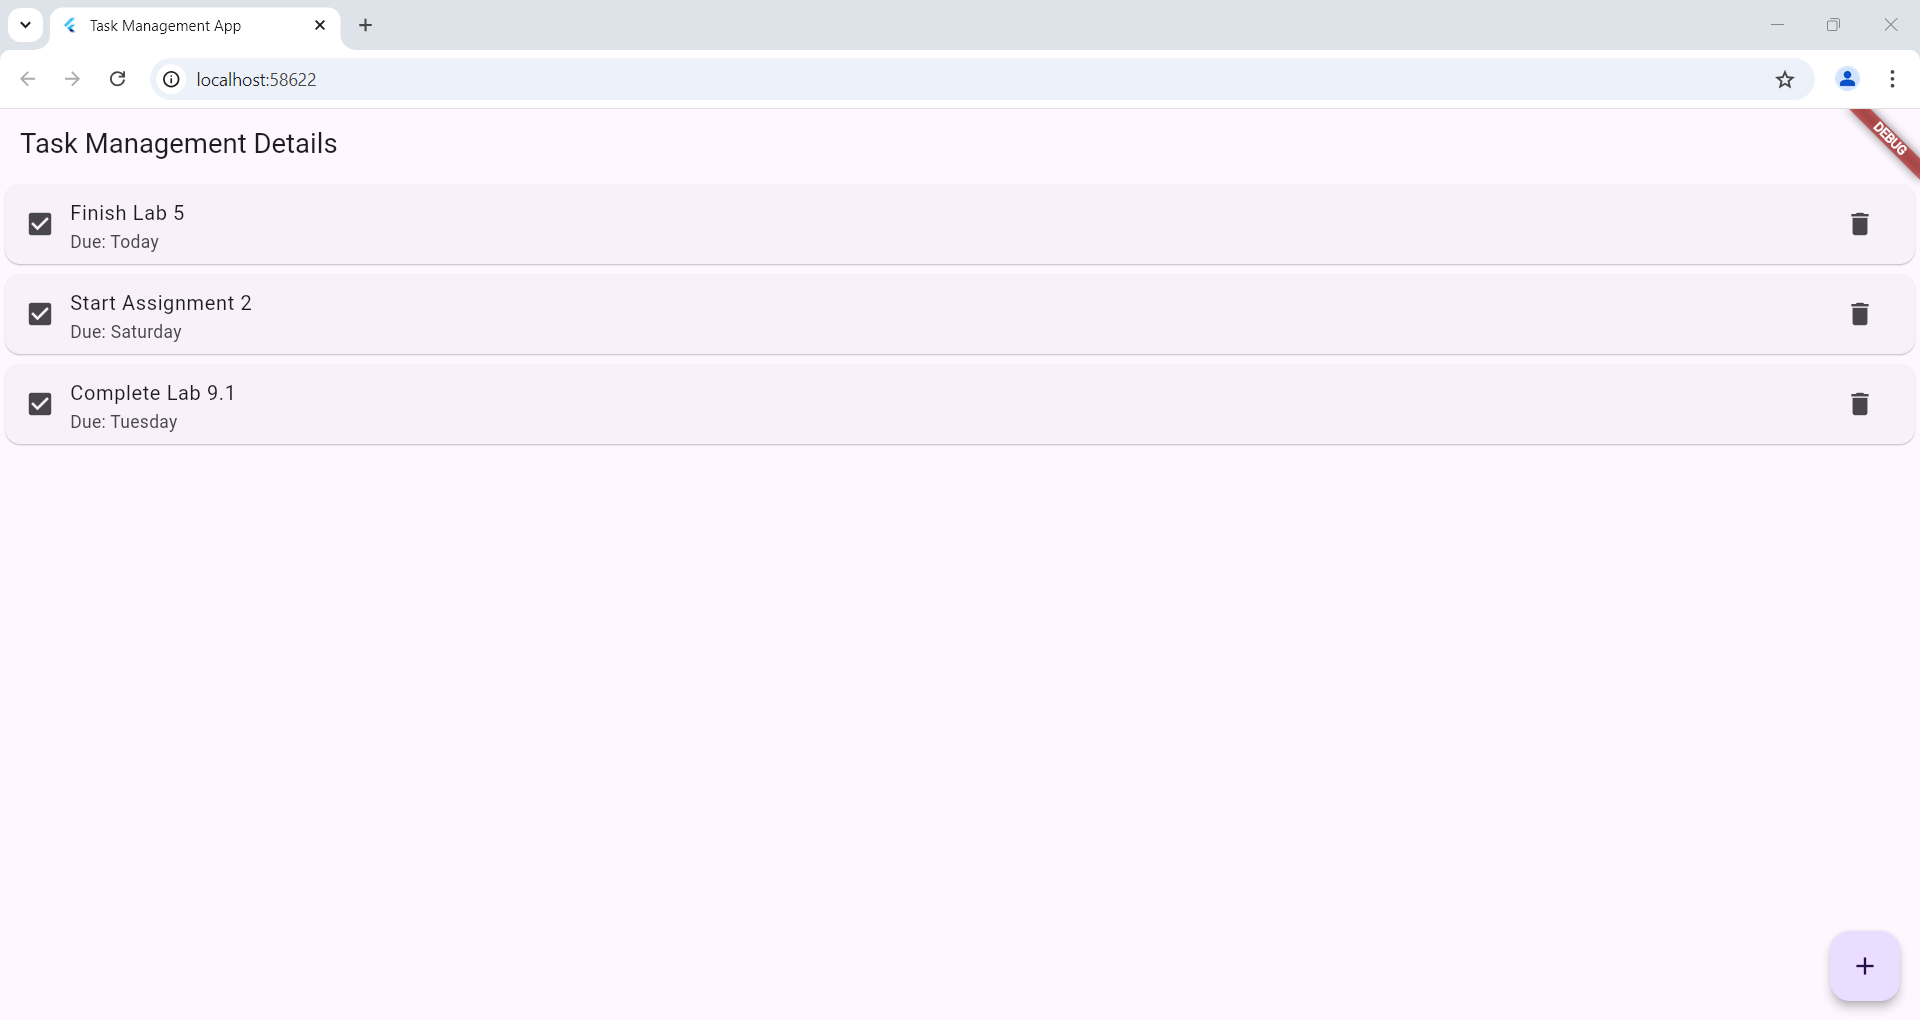 Task Management App
localhost:58622
Task Management Details
DEBUG
Finish Lab 5
Due: Today
Start Assignment 2
Due: Saturday
Complete Lab 9.1
Due: Tuesday